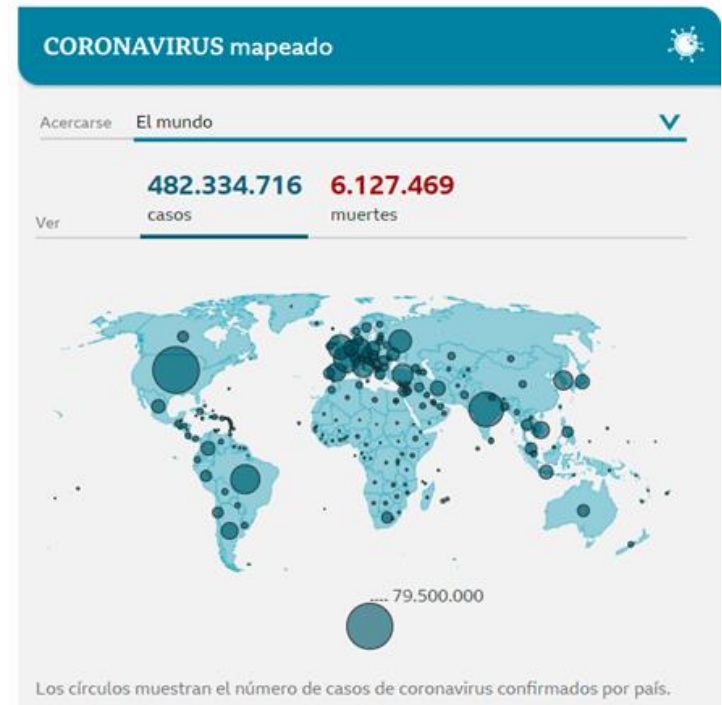 CORONAVIRUS mapeado
Acercarse El mundo
482.334.716 6.127.469
Ver casos muertes
.... 79.500.000
Los círculos muestran el número de casos de coronavirus confirmados por país.